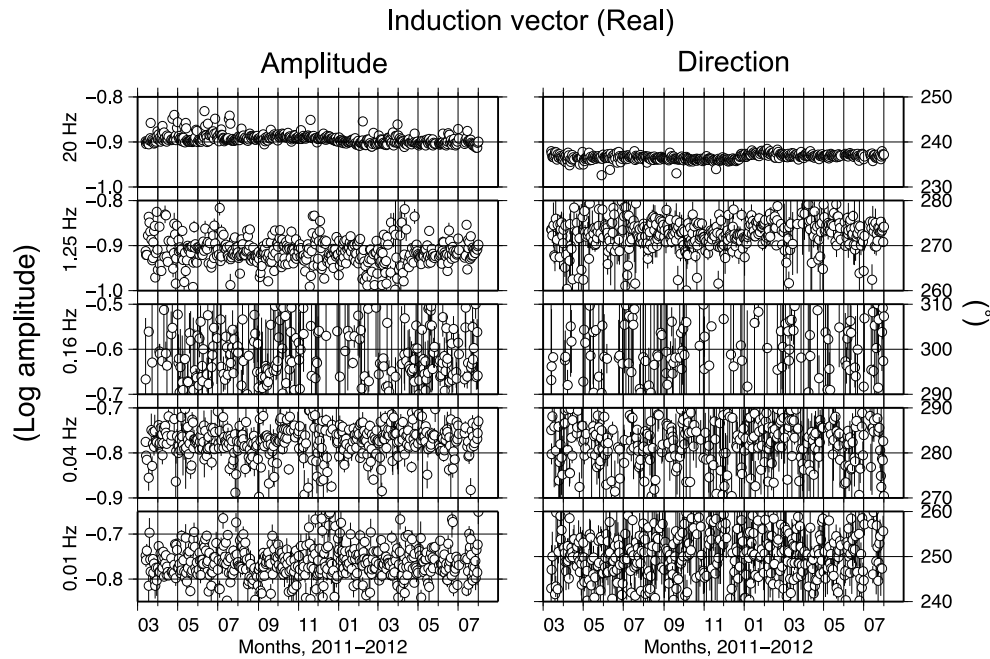 Induction vector (Real)
Amplitude
Direction
(Log amplitude)
20 Hz
−0.8
−0.9
−1.0
250
240
230
1.25 Hz
−0.8
−0.9
−1.0
280
270
260
0.16 Hz
−0.5
−0.6
−0.7
310
300
290
(°)
0.04 Hz
−0.7
−0.8
−0.9
290
280
270
0.01 Hz
−0.7
−0.8
260
250
240
03 05 07 09 11 01 03 05 07
03 05 07 09 11 01 03 05 07
Months, 2011−2012
Months, 2011−2012